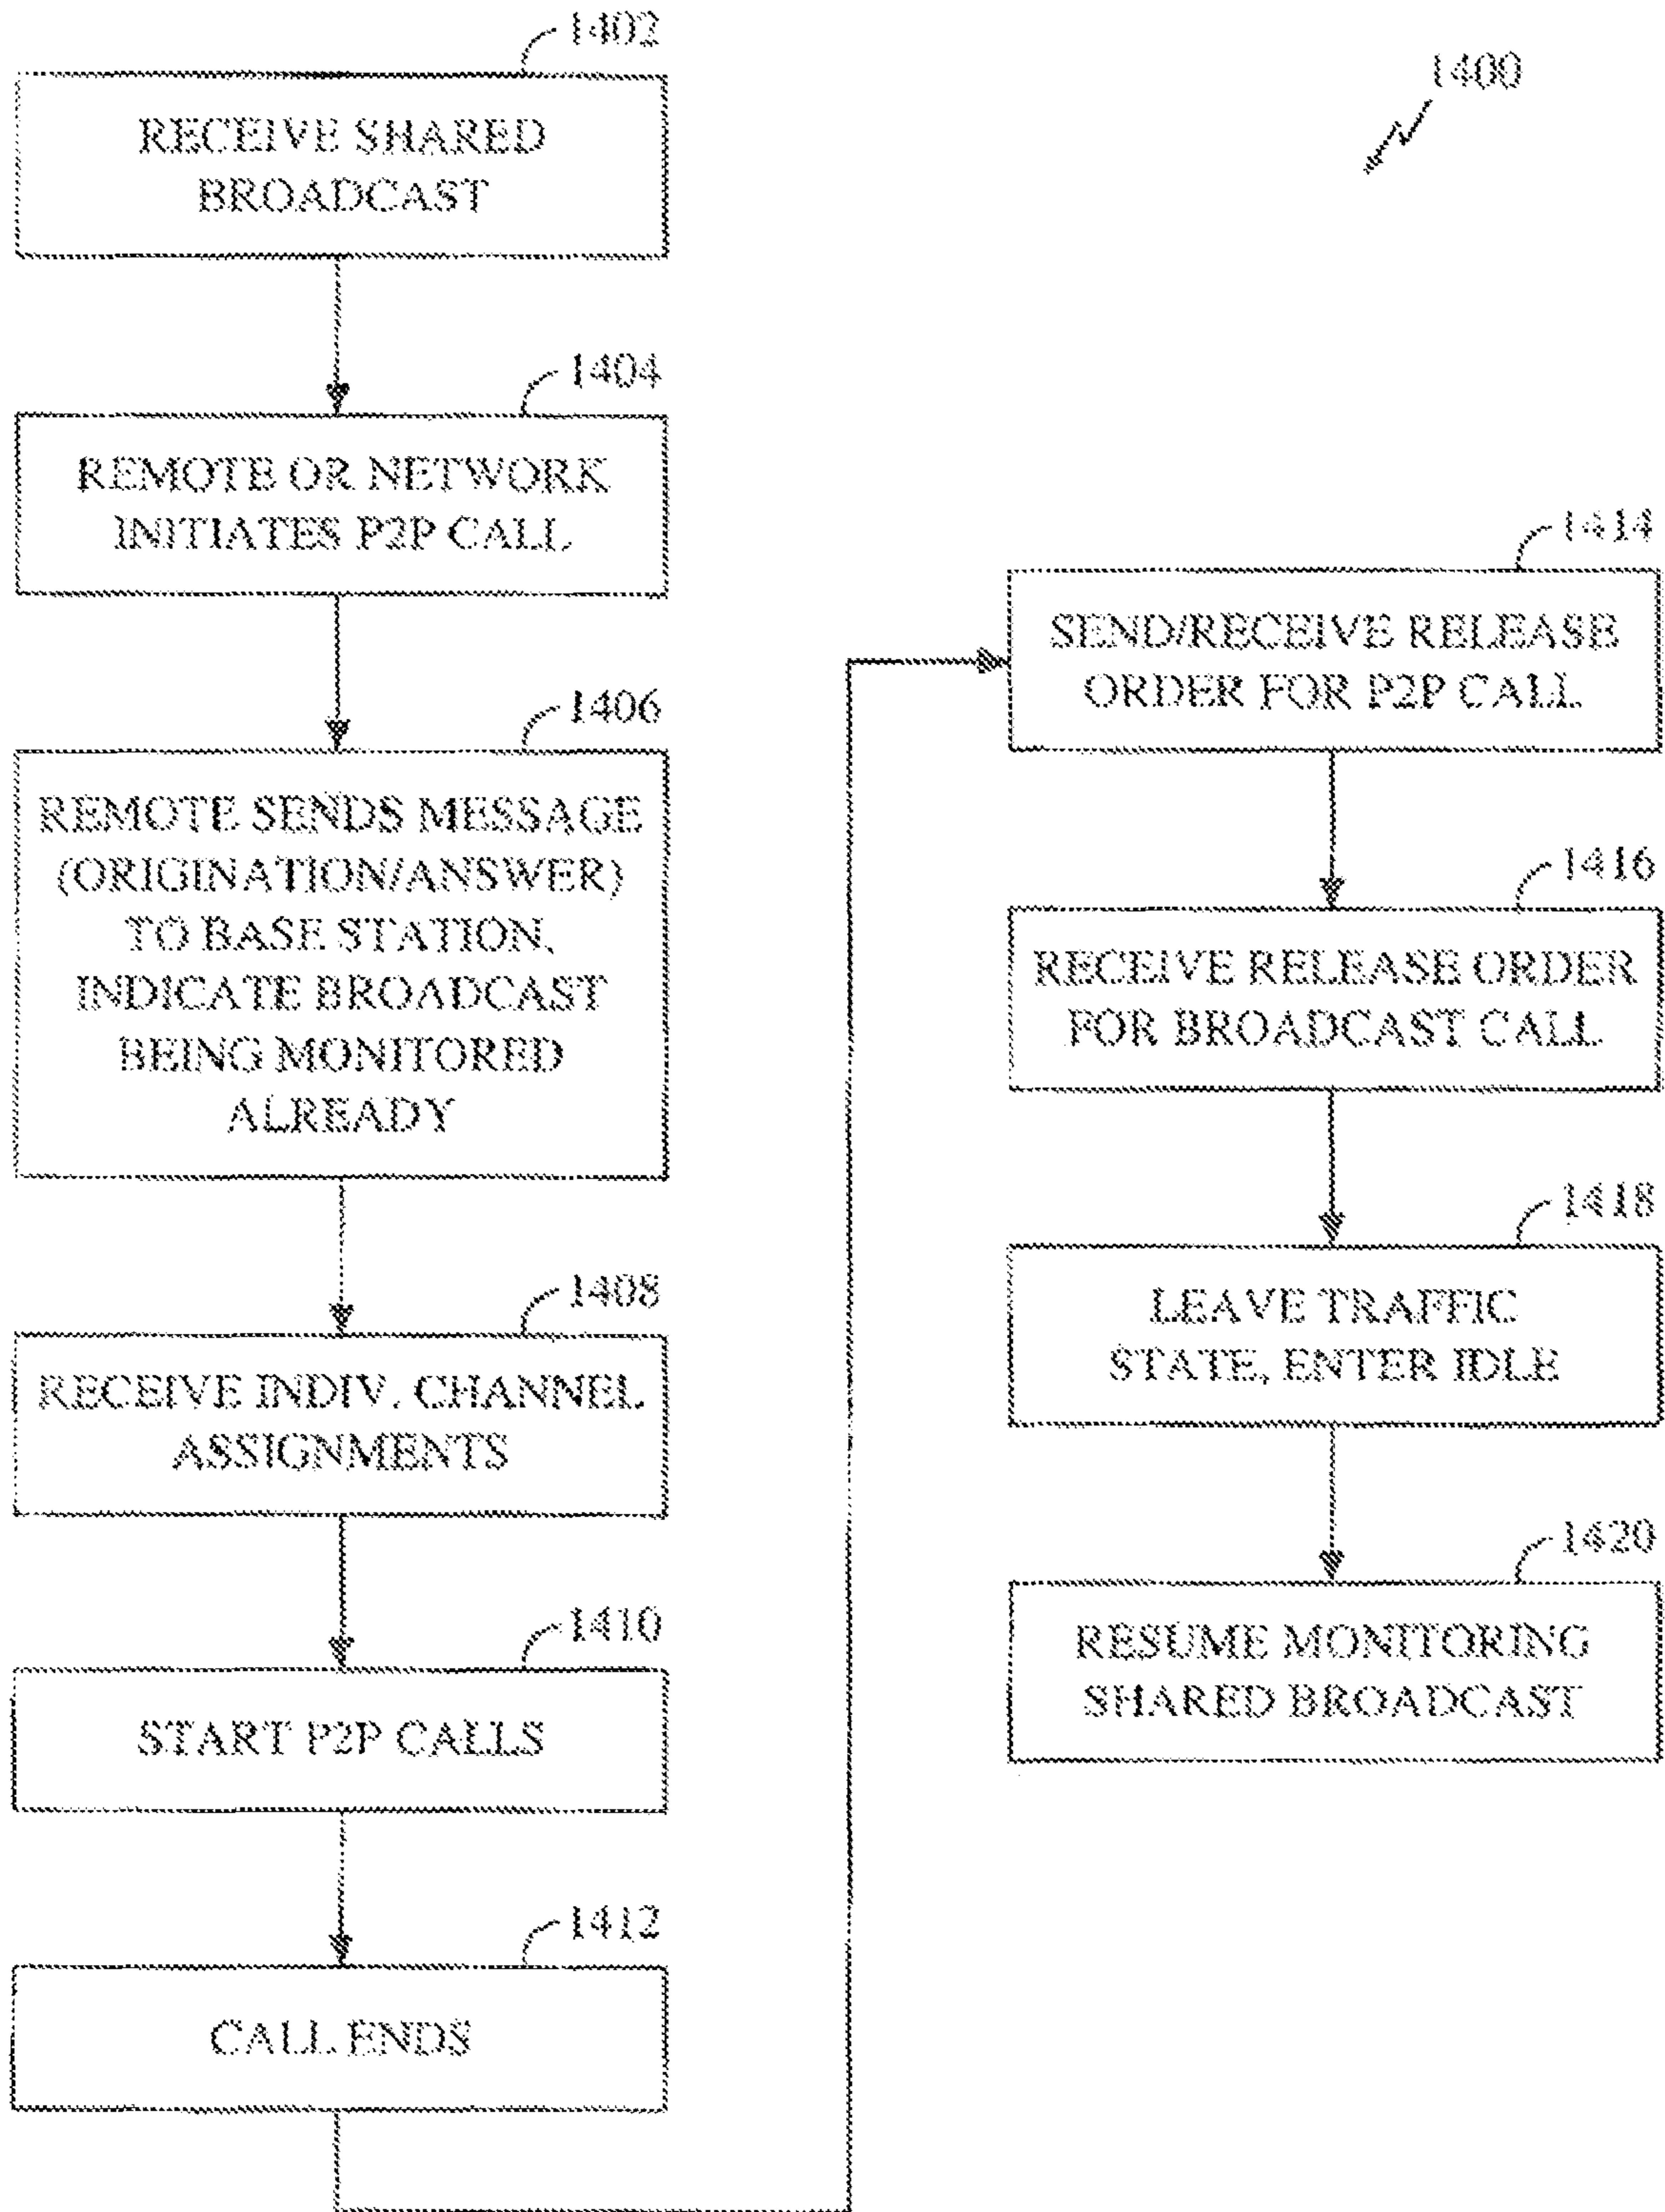 1400
1402
RECEIVE SHARED
BROADCAST
1404
REMOTE OR NETWORK
INITIATES P2P CALL
1406
REMOTE SENDS MESSAGE
(ORIGINATION/ANSWER)
TO BASE STATION,
INDICATE BROADCAST
BEING MONITORED
ALREADY
1408
RECEIVE INDIV. CHANNEL
ASSIGNMENTS
1410
START P2P CALLS
1412
CALL ENDS
1414
SEND/RECEIVE RELEASE
ORDER FOR P2P CALL
1416
RECEIVE RELEASE ORDER
FOR BROADCAST CALL
1418
LEAVE TRAFFIC
STATE, ENTER IDLE
1420
RESUME MONITORING
SHARED BROADCAST